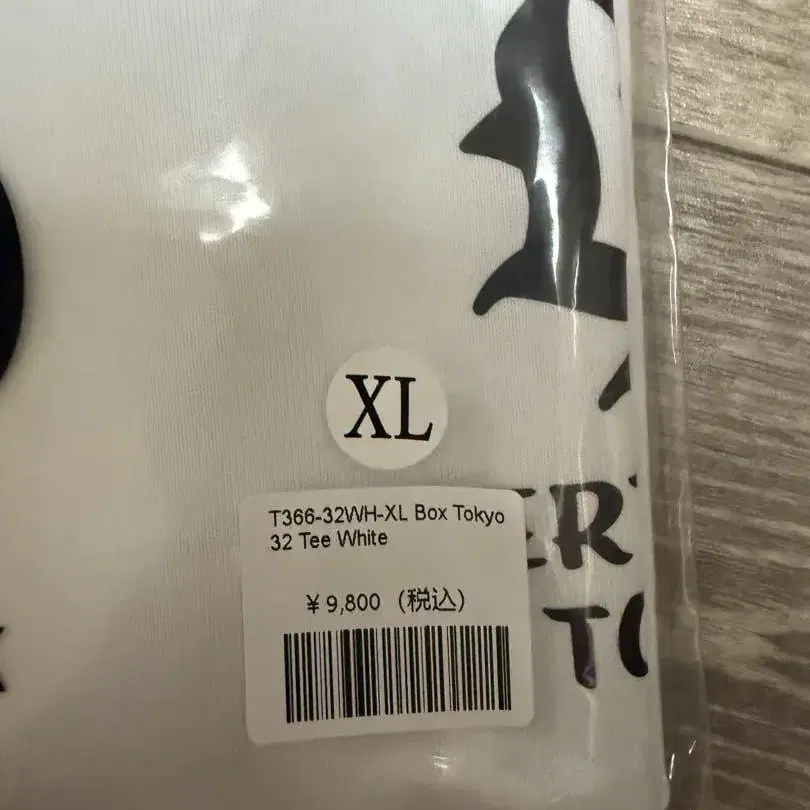 XL
T366-32WH-XL Box Tokyo
32 Tee White
¥ 9,800 (税込)